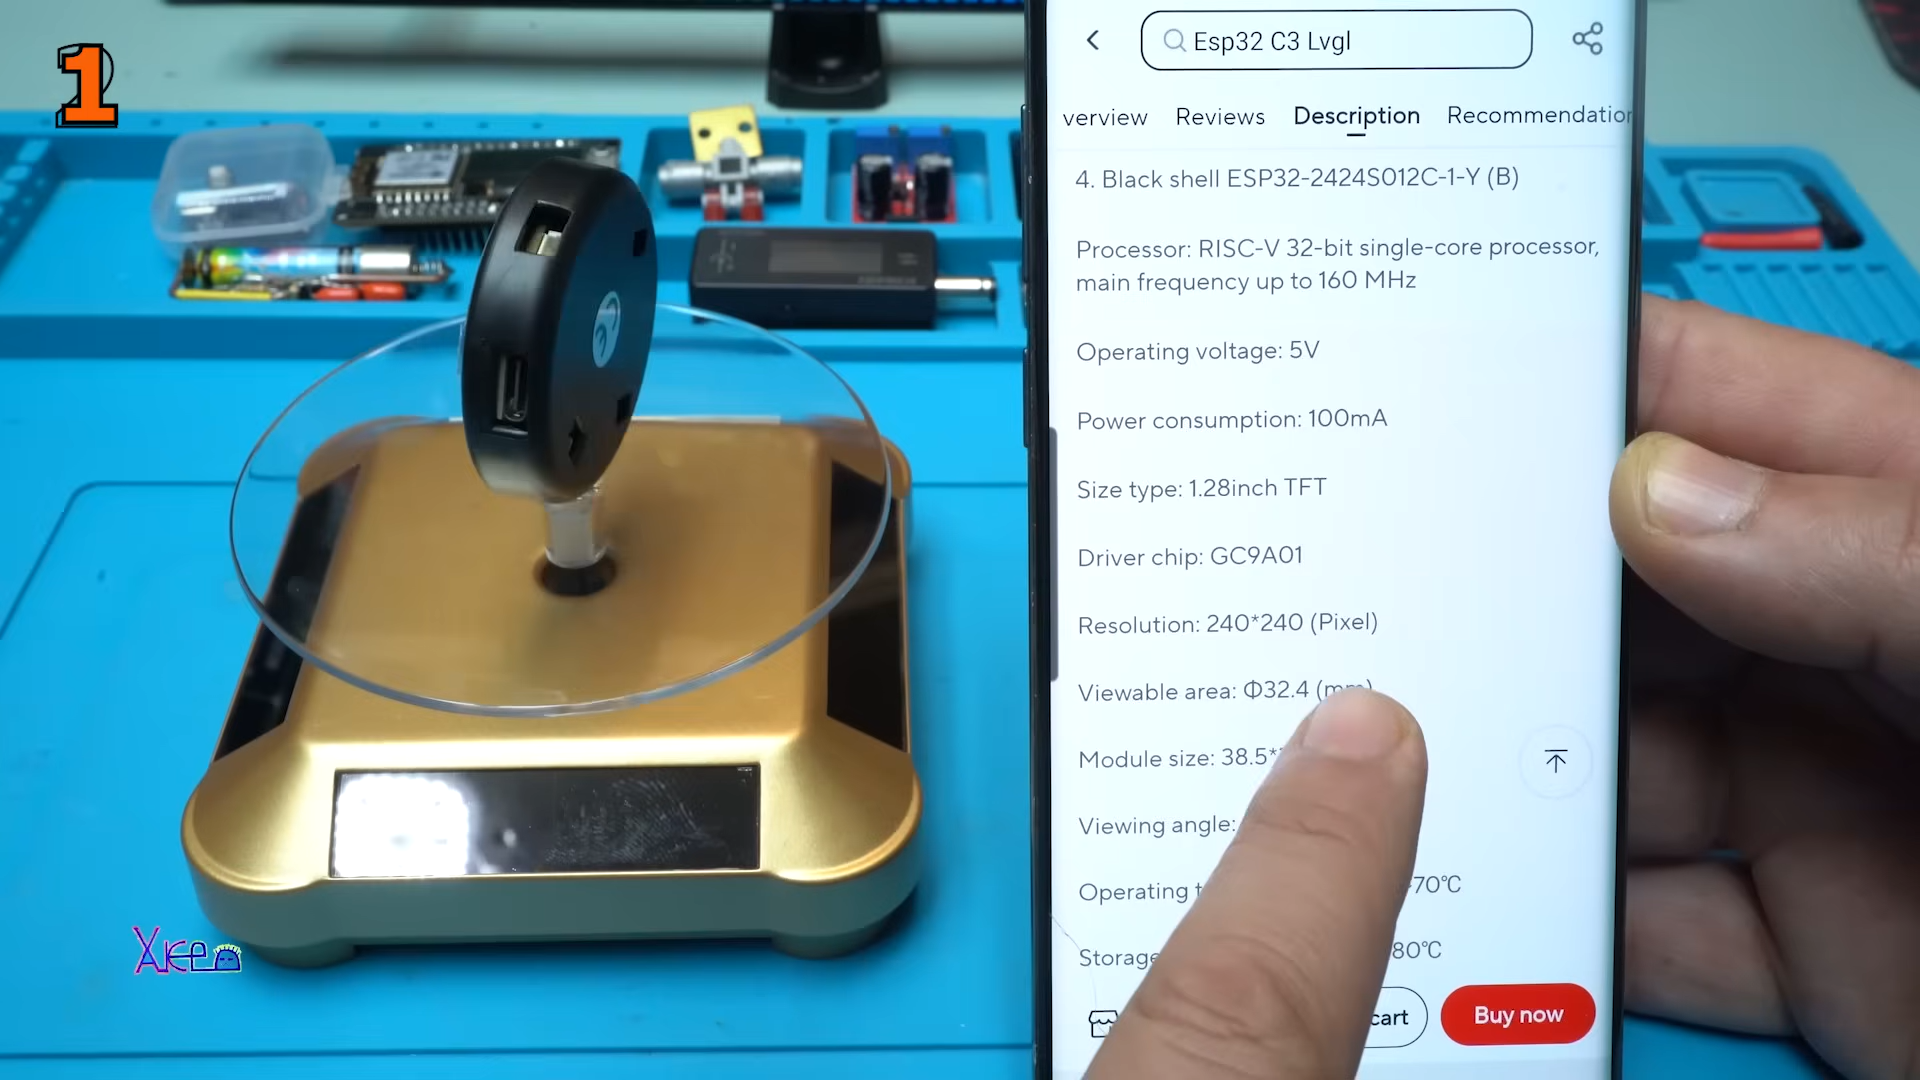 1
Esp32 C3 Lvgl
verview Reviews Description Recommendation
4. Black shell ESP32-2424S012C-1-Y (B)
Processor: RISC-V 32-bit single-core processor,
main frequency up to 160 MHz
Operating voltage: 5V
Power consumption: 100mA
Size type: 1.28inch TFT
Driver chip: GC9A01
Resolution: 240*240 (Pixel)
Viewable area: Φ32.4 (mm)
Module size: 38.5*
Viewing angle:
Operating 70℃
Storage 80℃
cart Buy now